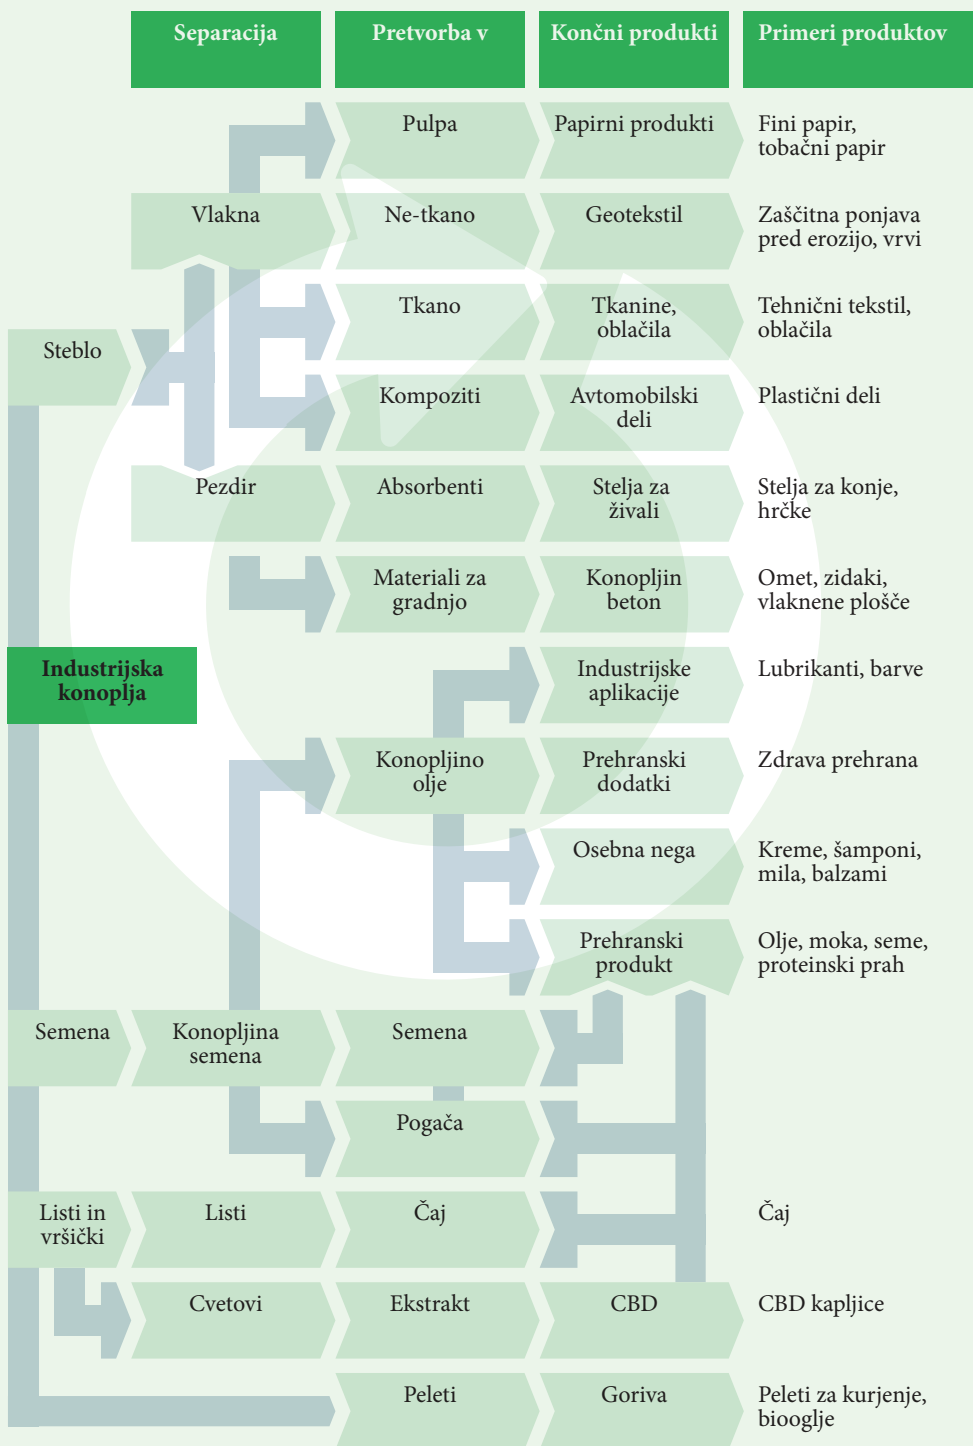 Separacija
Pretvorba v
Končni produkti
Primeri produktov
Pulpa
Papirni produkti
Fini papir,
tobačni papir
Vlakna
Ne-tkano
Geotekstil
Zaščitna ponjava
pred erozijo, vrvi
Tkano
Tkanine,
oblačila
Tehnični tekstil,
oblačila
Steblo
Kompoziti
Avtomobilski
deli
Plastični deli
Pezdir
Absorbenti
Stelja za
živali
Stelja za konje,
hrčke
Materiali za
gradnjo
Konopljin
beton
Omet, zidaki,
vlaknene plošče
Industrijska
konoplja
Industrijske
aplikacije
Lubrikanti, barve
Konopljino
olje
Prehranski
dodatki
Zdrava prehrana
Osebna nega
Kreme, šamponi,
mila, balzami
Prehranski
produkt
Olje, moka, seme,
proteinski prah
Semena
Konopljina
semena
Semena
Pogača
Listi in
vršički
Listi
Čaj
Čaj
Cvetovi
Ekstrakt
CBD
CBD kapljice
Peleti
Goriva
Peleti za kurjenje,
biooglje